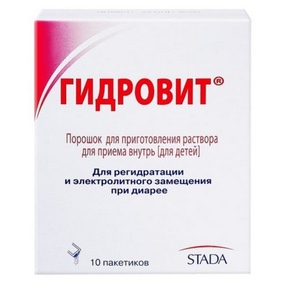 ГИДРОВИТ®
Порошок для приготовления раствора
для приема внутрь [для детей]
Для регидратации
и электролитного замещения
при диарее
10 пакетиков
STADA